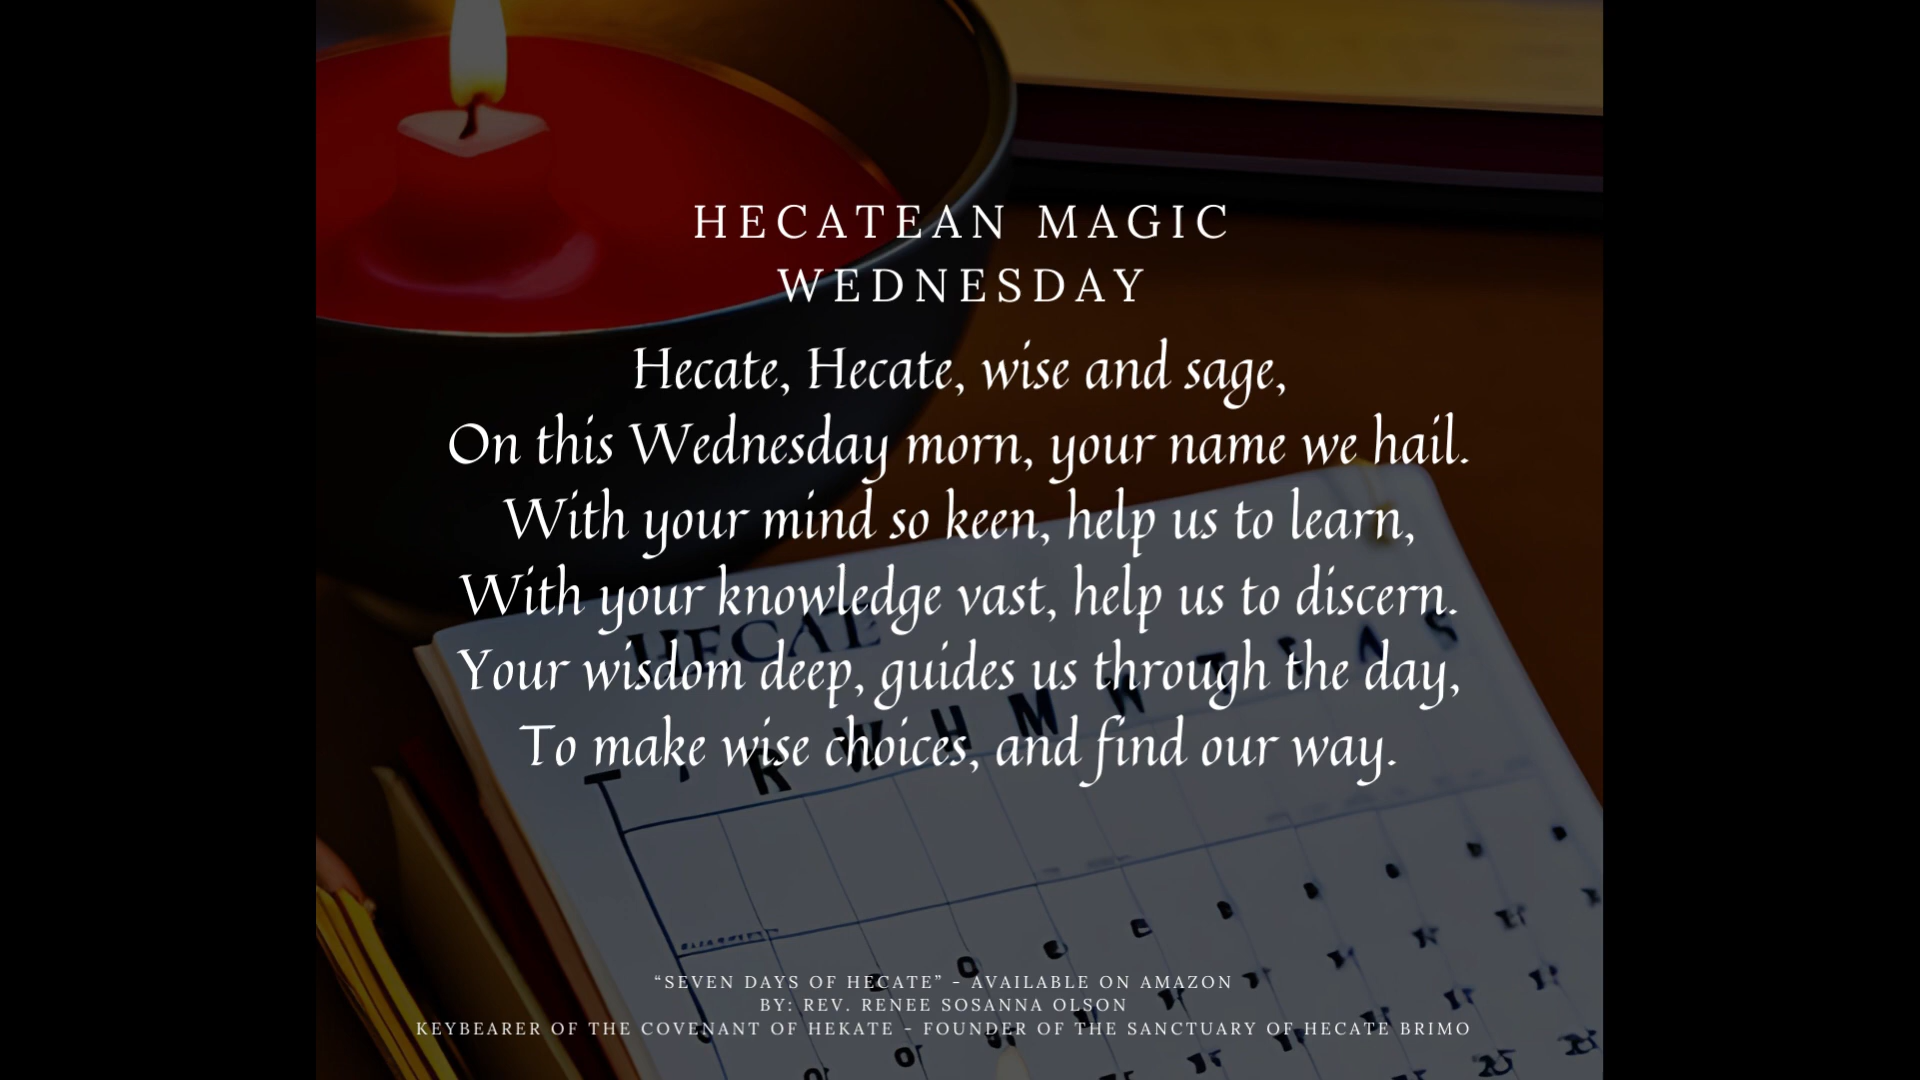 HECATEAN MAGIC
WEDNESDAY
Hecate, Hecate, wise and sage,
On this Wednesday morn, your name we hail.
With your mind so keen, help us to learn,
With your knowledge vast, help us to discern.
HECATE
Your wisdom deep, guides us through the day,
To make wise choices, and find our way.
"SEVEN DAYS OF HECATE" - AVAILABLE ON AMAZON
BY: REV. RENEE SOSANNA OLSON
KEYBEARER OF THE COVENANT OF HEKATE - FOUNDER OF THE SANCTUARY OF HECATE BRIMO